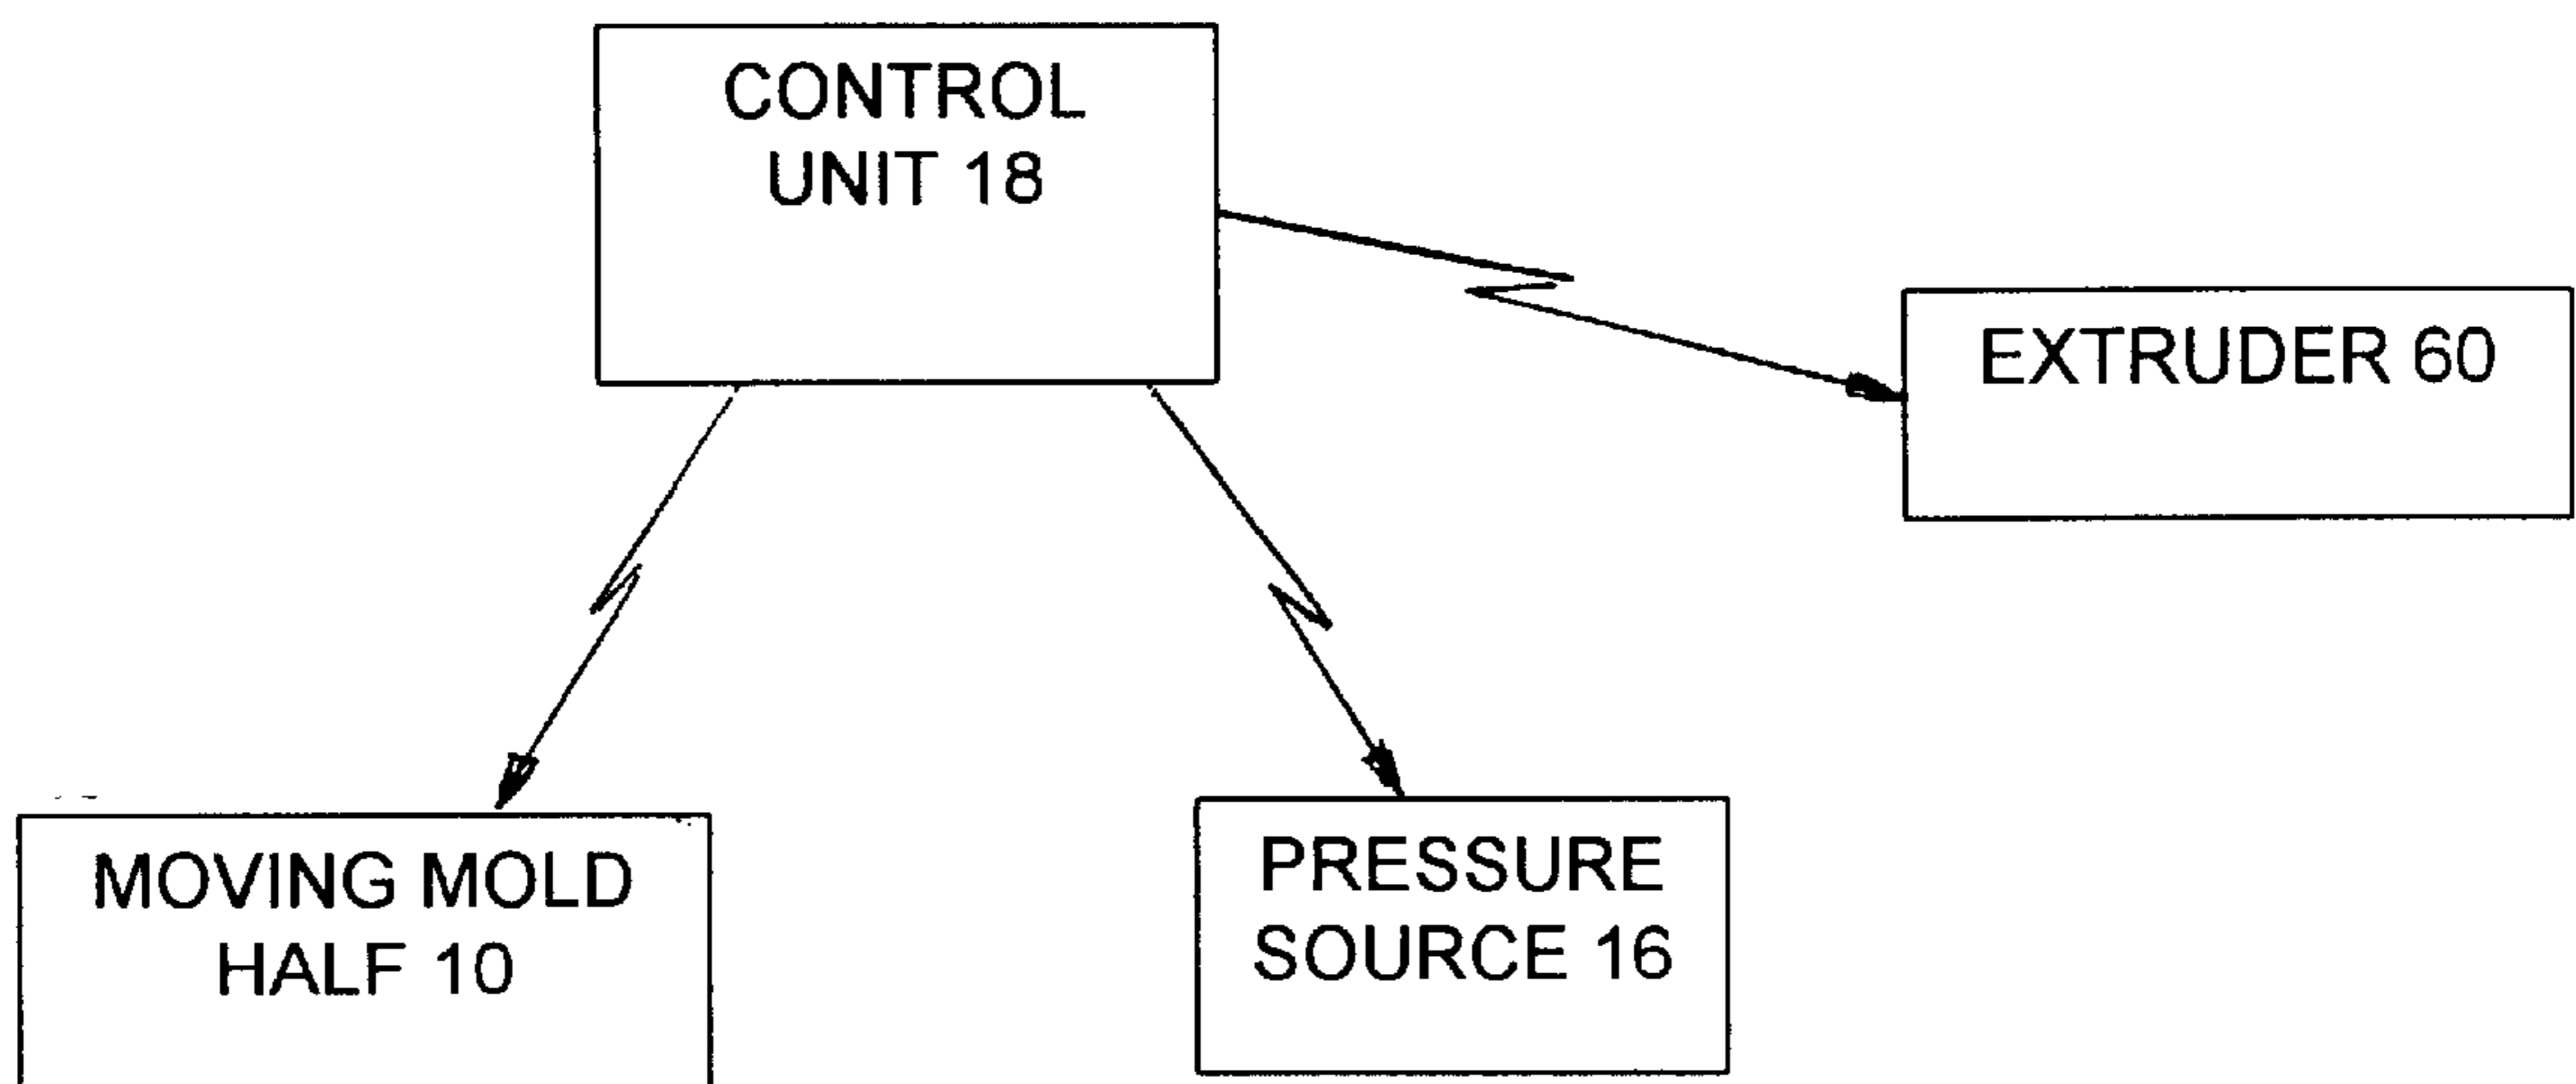 CONTROL
UNIT 18
EXTRUDER 60
MOVING MOLD
HALF 10
PRESSURE
SOURCE 16